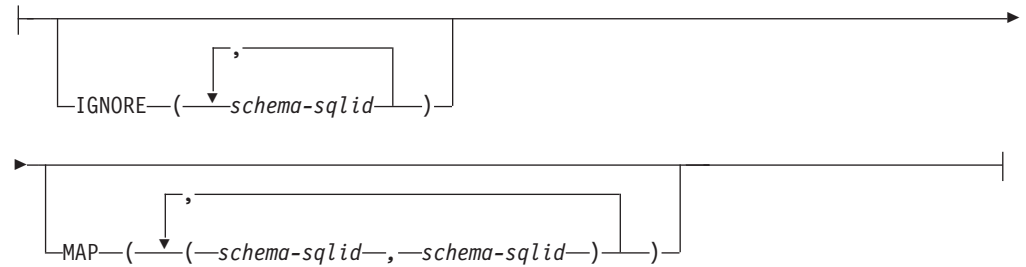 ,
IGNORE ( schema-sqlid )
,
MAP ( ( schema-sqlid , schema-sqlid ) )